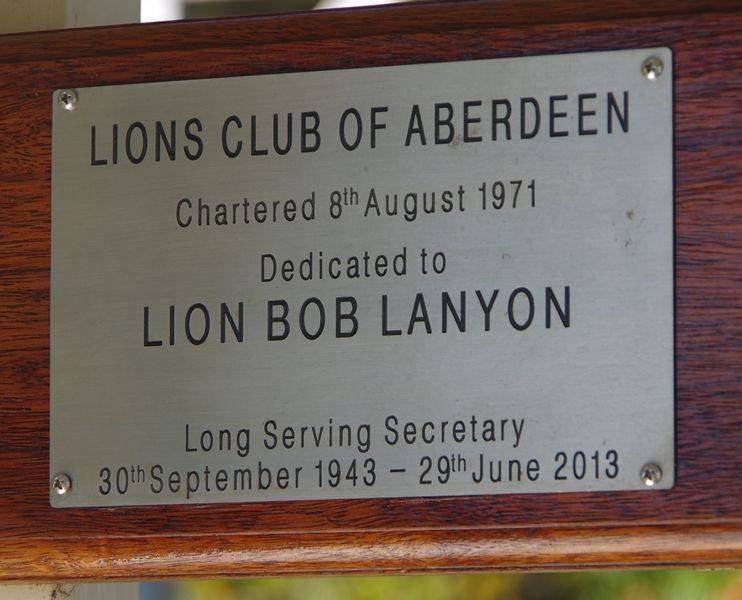 LIONS CLUB OF ABERDEEN
Chartered 8th August 1971
Dedicated to
LION BOB LANYON
Long Serving Secretary
30th September 1943 – 29th June 2013